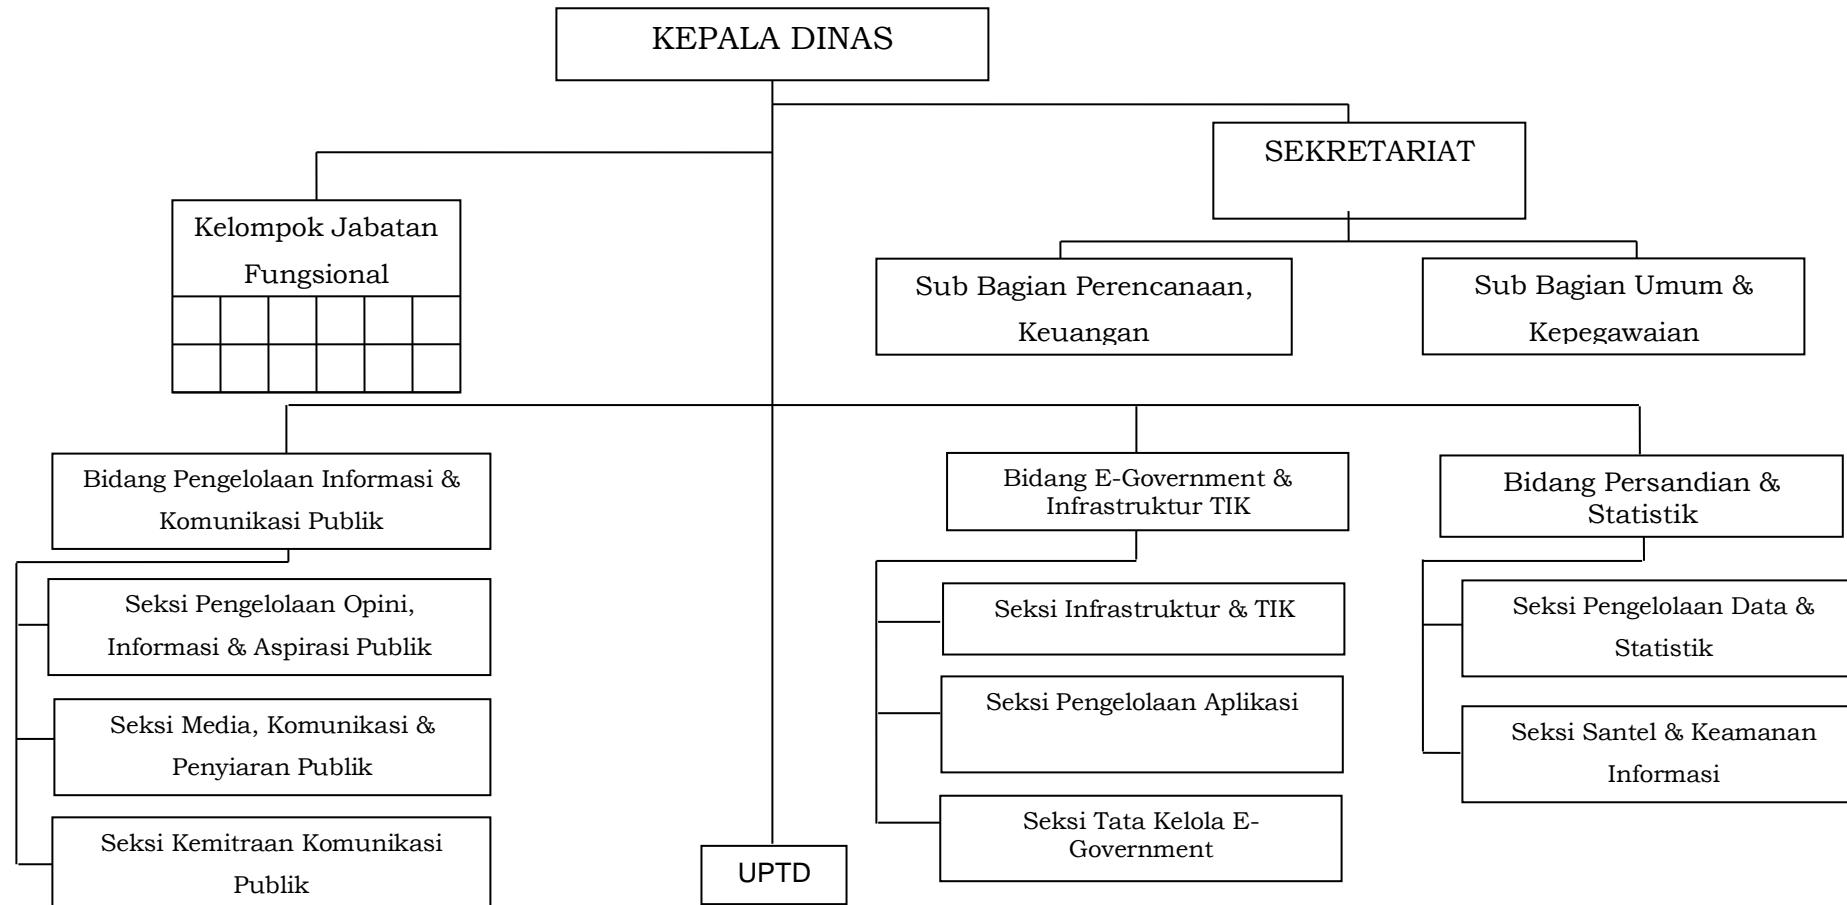 KEPALA DINAS
SEKRETARIAT
Kelompok Jabatan
Fungsional
Sub Bagian Perencanaan,
Keuangan
Sub Bagian Umum &
Kepegawaian
Bidang Pengelolaan Informasi &
Komunikasi Publik
Bidang E-Government &
Infrastruktur TIK
Bidang Persandian &
Statistik
Seksi Pengelolaan Opini,
Informasi & Aspirasi Publik
Seksi Media, Komunikasi &
Penyiaran Publik
Seksi Kemitraan Komunikasi
Publik
UPTD
Seksi Infrastruktur & TIK
Seksi Pengelolaan Aplikasi
Seksi Tata Kelola E-
Government
Seksi Pengelolaan Data &
Statistik
Seksi Santel & Keamanan
Informasi